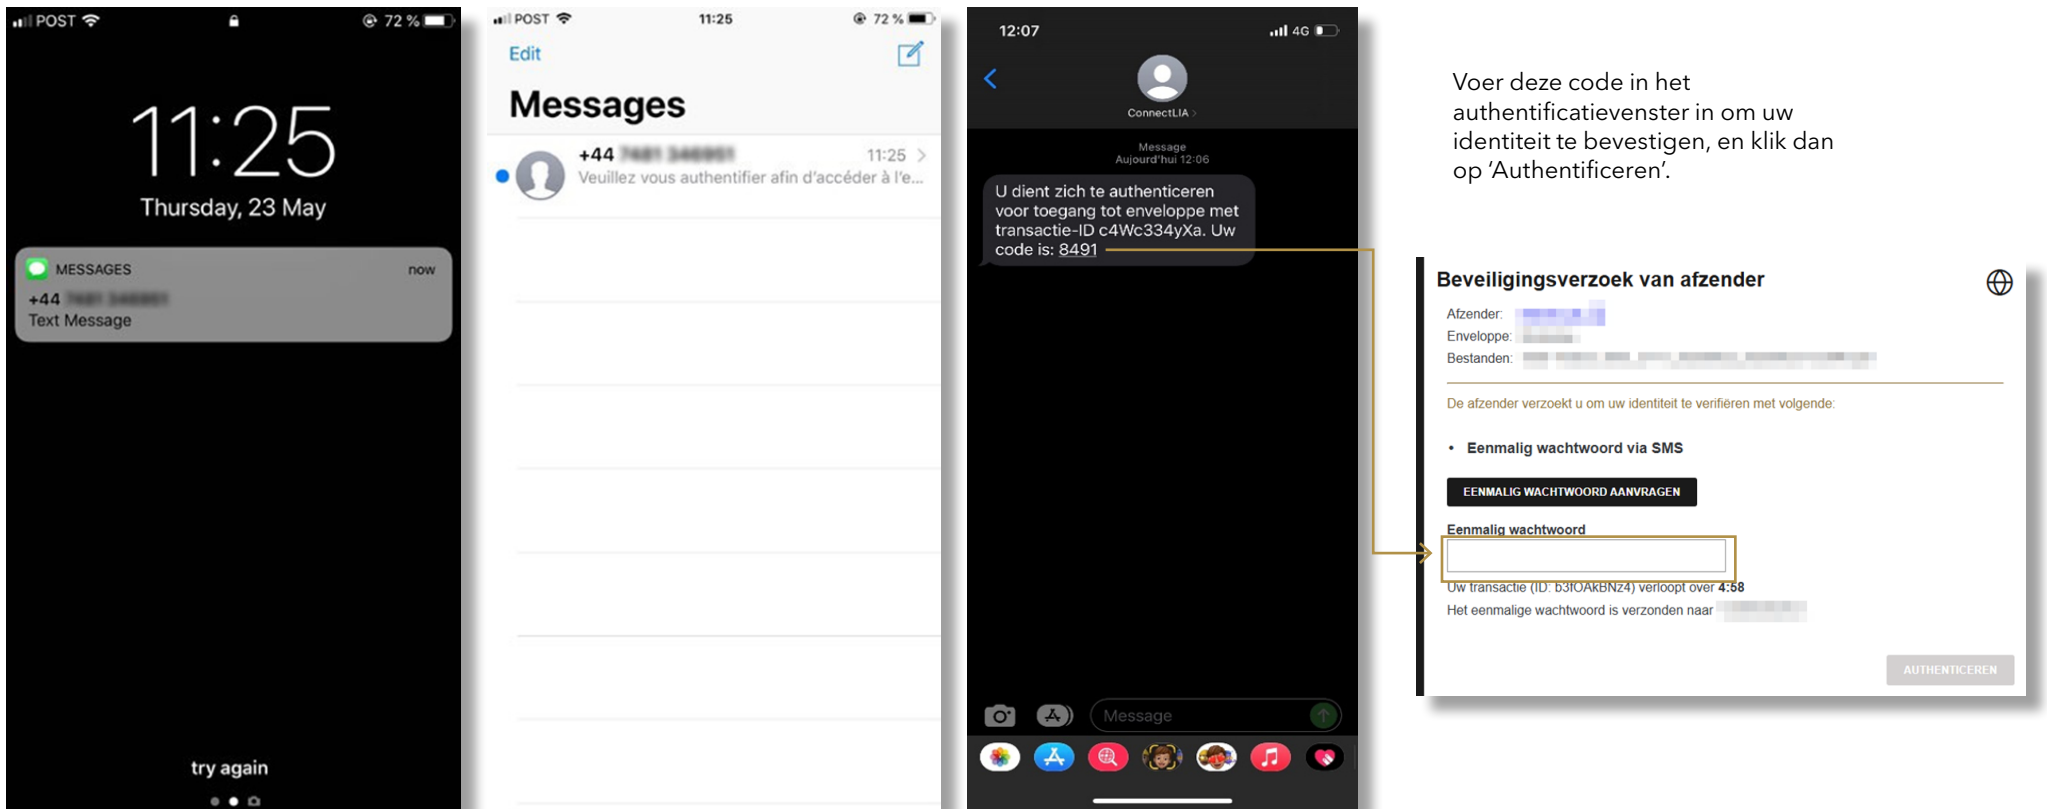 POST
72 %
11:25
Thursday, 23 May
MESSAGES
now
+44
Text Message
try again
POST
11:25
72 %
Edit
Messages
+44
11:25
Veuillez vous authentifier afin d'accéder à l'e...
12:07
4G
ConnectLIA
Message
Aujourd'hui 12:06
U dient zich te authenticeren
voor toegang tot enveloppe met
transactie-ID c4Wc334yXa. Uw
code is: 8491
Message
Voer deze code in het
authentificatievenster in om uw
identiteit te bevestigen, en klik dan
op ‘Authentificeren’.
Beveiligingsverzoek van afzender
Afzender:
Enveloppe:
Bestanden:
De afzender verzoekt u om uw identiteit te verifiëren met volgende:
• Eenmalig wachtwoord via SMS
EENMALIG WACHTWOORD AANVRAGEN
Eenmalig wachtwoord
Uw transactie (ID: b3fOAkBNz4) verloopt over 4:58
Het eenmalige wachtwoord is verzonden naar
AUTHENTICEREN